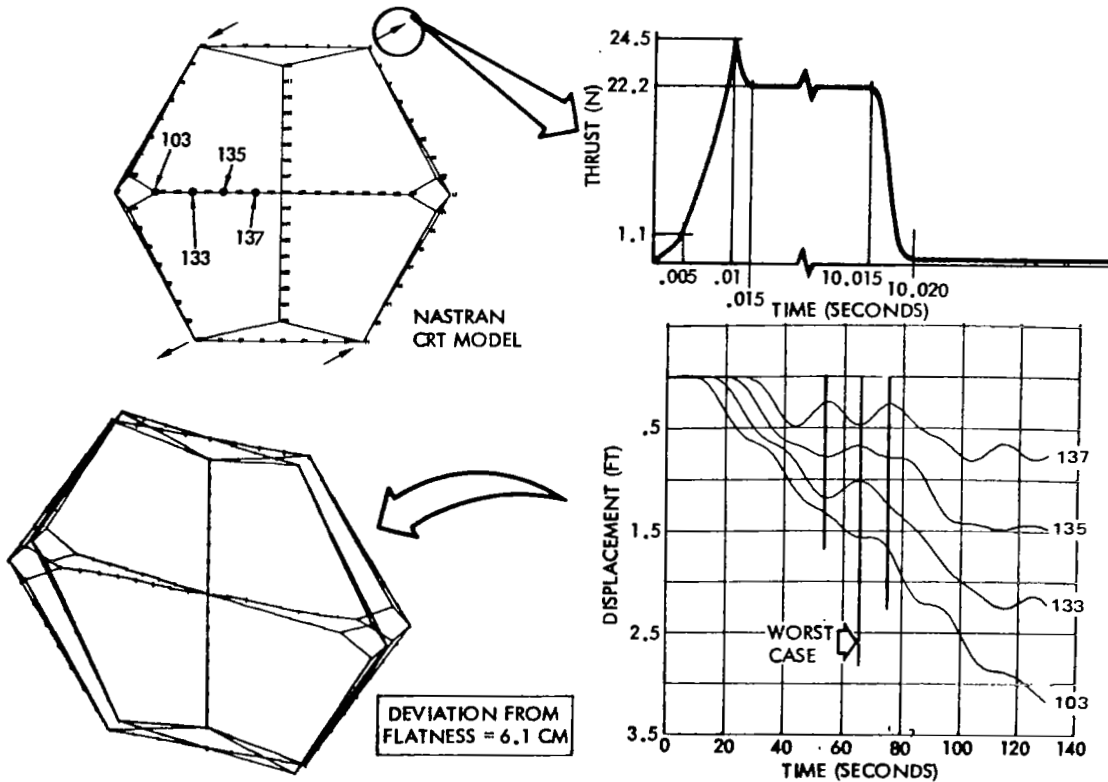 103
135
133
137
NASTRAN
CRT MODEL
24.5
22.2
1.1
THRUST (N)
.005
.01
.015
10.015
10.020
TIME (SECONDS)
DISPLACEMENT (FT)
.5
1.5
2.5
3.5
137
135
133
103
WORST
CASE
0
20
40
60
80
100
120
140
TIME (SECONDS)
DEVIATION FROM
FLATNESS = 6.1 CM